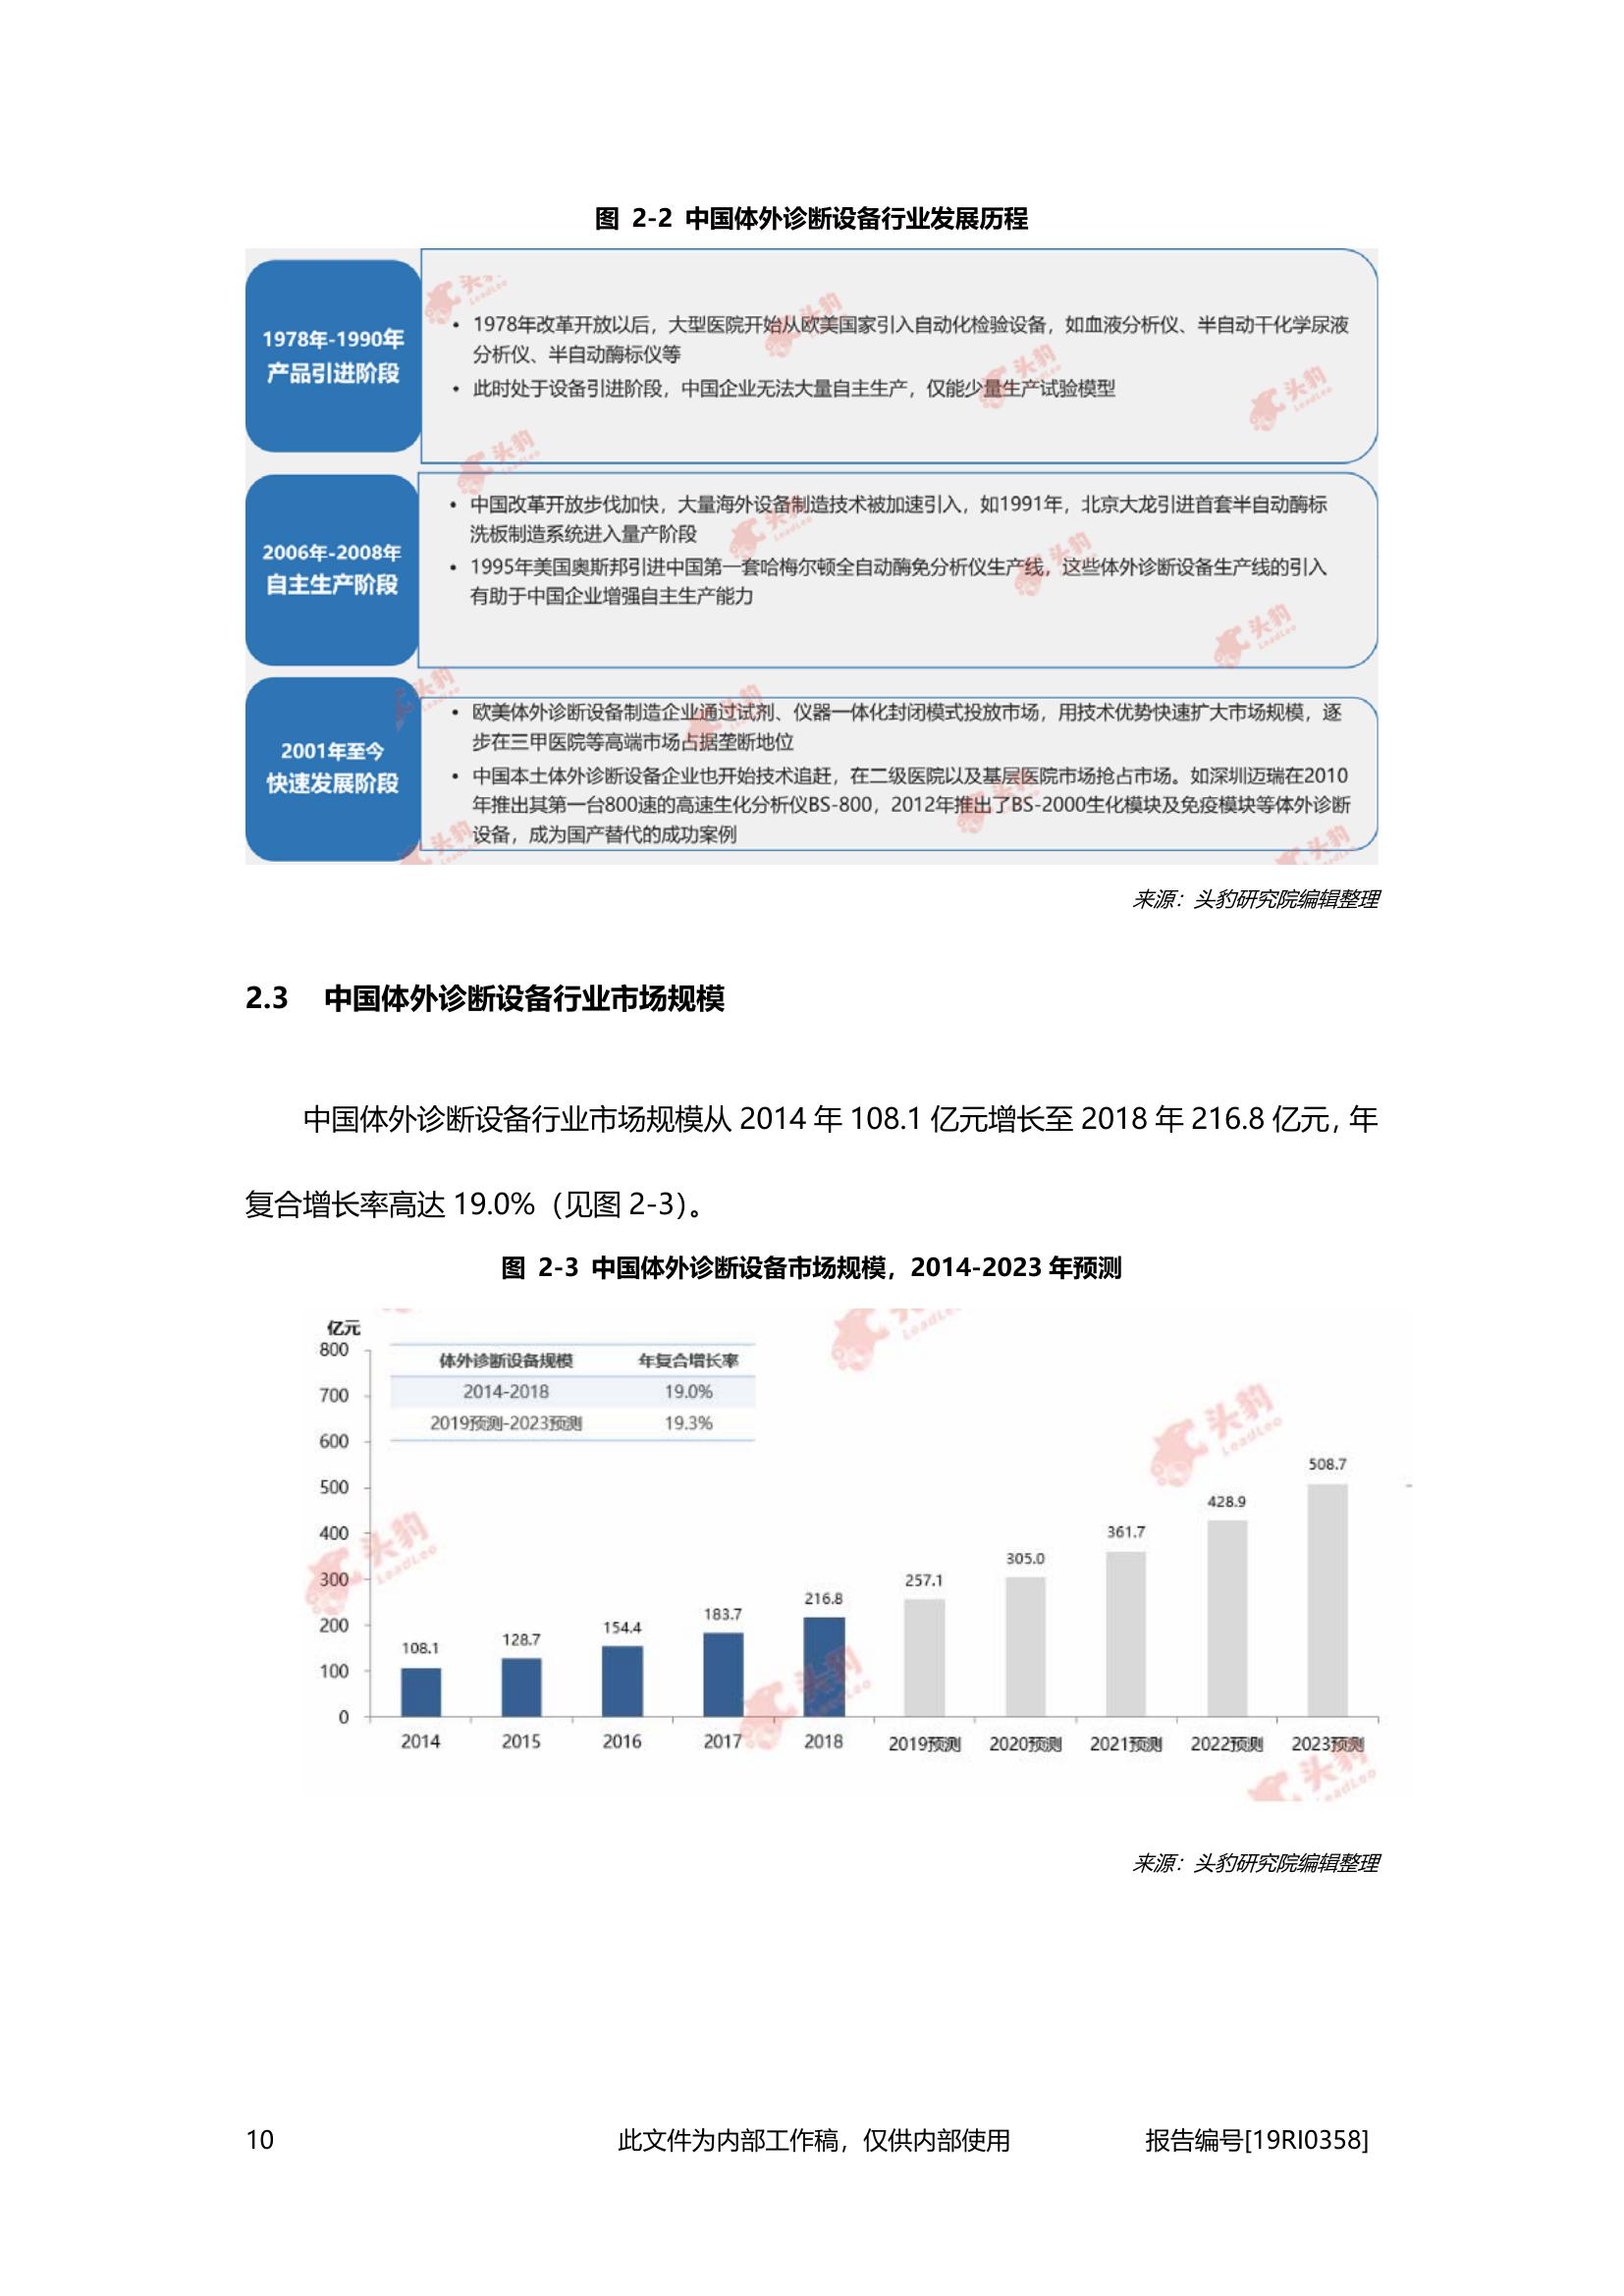 图 2-2 中国体外诊断设备行业发展历程
1978年-1990年
产品引进阶段
• 1978年改革开放以后，大型医院开始从欧美国家引入自动化检验设备，如血液分析仪、半自动干化学尿液
分析仪、半自动酶标仪等
• 此时处于设备引进阶段，中国企业无法大量自主生产，仅能少量生产试验模型
2006年-2008年
自主生产阶段
• 中国改革开放步伐加快，大量海外设备制造技术被加速引入，如1991年，北京大龙引进首套半自动酶标
洗板制造系统进入量产阶段
• 1995年美国奥斯邦引进中国第一套哈梅尔顿全自动酶免分析仪生产线，这些体外诊断设备生产线的引入
有助于中国企业增强自主生产能力
2001年至今
快速发展阶段
• 欧美体外诊断设备制造企业通过试剂、仪器一体化封闭模式投放市场，用技术优势快速扩大市场规模，逐
步在三甲医院等高端市场占据垄断地位
• 中国本土体外诊断设备企业也开始技术追赶，在二级医院以及基层医院市场抢占市场。如深圳迈瑞在2010
年推出其第一台800速的高速生化分析仪BS-800，2012年推出了BS-2000生化模块及免疫模块等体外诊断
设备，成为国产替代的成功案例
来源：头豹研究院编辑整理
2.3 中国体外诊断设备行业市场规模
中国体外诊断设备行业市场规模从 2014 年 108.1 亿元增长至 2018 年 216.8 亿元，年
复合增长率高达 19.0%（见图 2-3）。
图 2-3 中国体外诊断设备市场规模，2014-2023 年预测
亿元
800
700
600
500
400
300
200
100
0
体外诊断设备规模 年复合增长率
2014-2018 19.0%
2019预测-2023预测 19.3%
108.1
128.7
154.4
183.7
216.8
257.1
305.0
361.7
428.9
508.7
2014 2015 2016 2017 2018 2019预测 2020预测 2021预测 2022预测 2023预测
头豹
LeadLeo
来源：头豹研究院编辑整理
10 此文件为内部工作稿，仅供内部使用 报告编号[19RI0358]